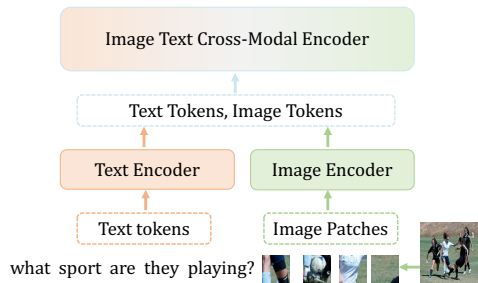 Image Text Cross-Modal Encoder
Text Tokens, Image Tokens
Text Encoder
Image Encoder
Text tokens
Image Patches
what sport are they playing?